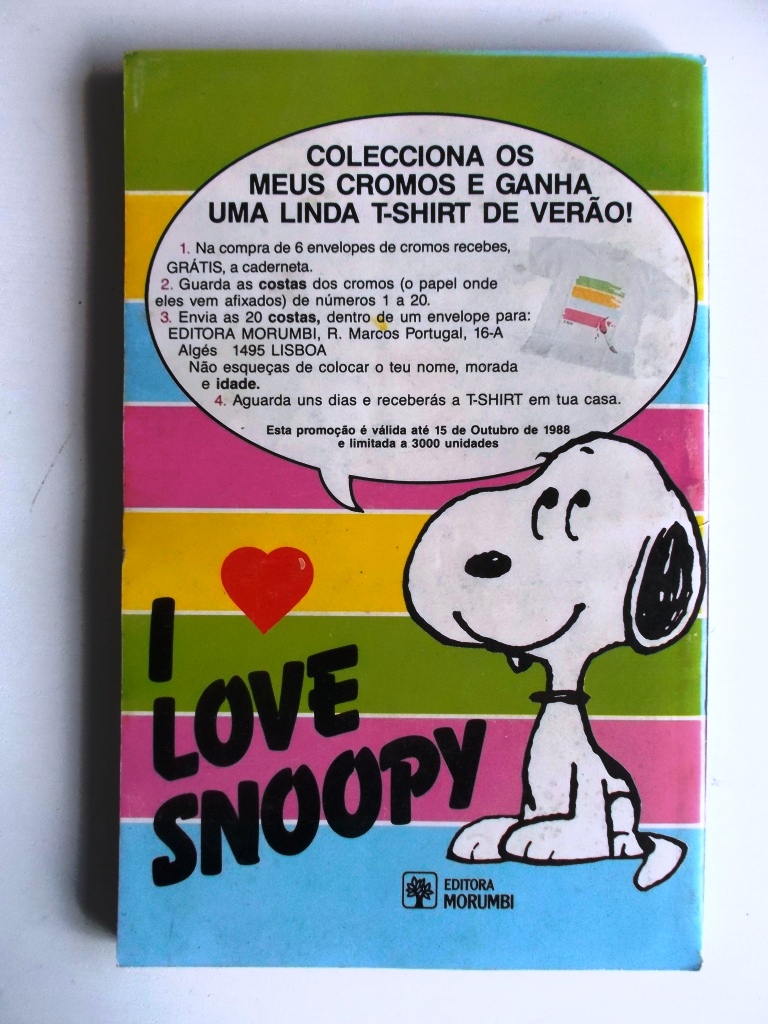 COLECCIONA OS
MEUS CROMOS E GANHA
UMA LINDA T-SHIRT DE VERÃO!
1. Na compra de 6 envelopes de cromos recebes,
GRÁTIS, a caderneta.
2. Guarda as costas dos cromos (o papel onde
eles vem afixados) de números 1 a 20.
3. Envia as 20 costas, dentro de um envelope para:
EDITORA MORUMBI, R. Marcos Portugal, 16-A
Algés 1495 LISBOA
Não esqueças de colocar o teu nome, morada
e idade.
4. Aguarda uns dias e receberás a T-SHIRT em tua casa.
Esta promoção é válida até 15 de Outubro de 1988
e limitada a 3000 unidades
I
LOVE
SNOOPY
EDITORA
MORUMBI